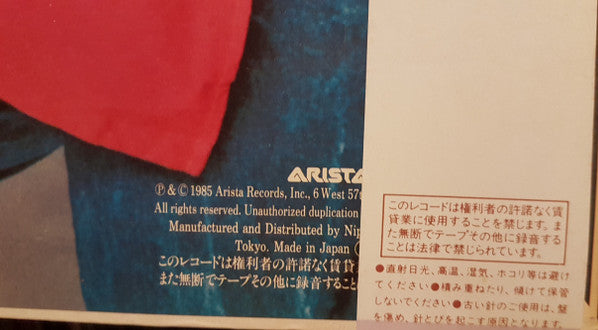 ARISTA
℗ & © 1985 Arista Records, Inc., 6 West 57t
All rights reserved. Unauthorized duplication
Manufactured and Distributed by Nip
Tokyo. Made in Japan (
このレコードは権利者の許諾なく賃貸
また無断でテープその他に録音するこ
このレコードは権利者の許諾なく賃
貸業に使用することを禁じます。ま
た無断でテープその他に録音する
ことは法律で禁じられています。
●直射日光、高温、湿気、ホコリ等は避け
てください●積み重ねたり、傾けて保管
しないでください●古い針のご使用は、盤
を傷め、針とびを起こす原因となります。